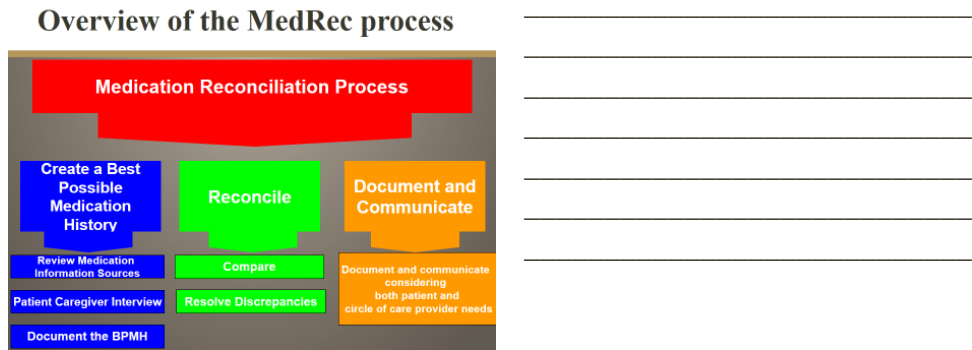 Overview of the MedRec process
Medication Reconciliation Process
Create a Best
Possible
Medication
History
Review Medication
Information Sources
Patient Caregiver Interview
Document the BPMH
Reconcile
Compare
Resolve Discrepancies
Document and
Communicate
Document and communicate
considering
both patient and
circle of care provider needs